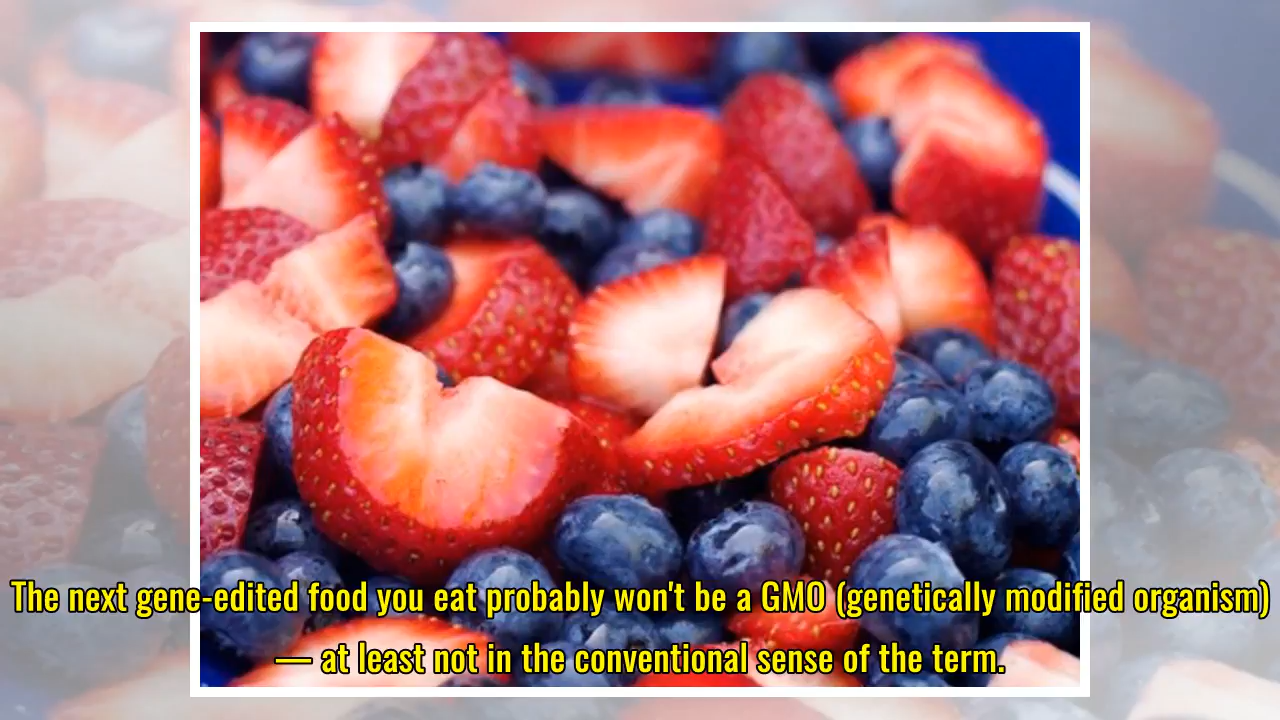 The next gene-edited food you eat probably won't be a GMO (genetically modified organism)
— at least not in the conventional sense of the term.